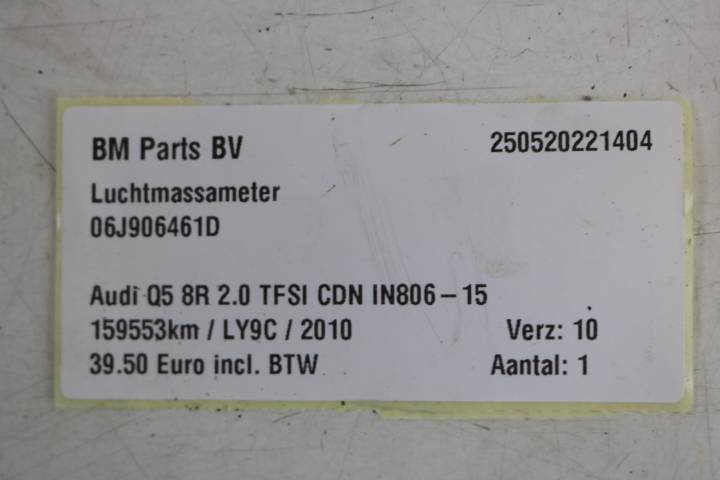 BM Parts BV 250520221404
Luchtmassameter
06J906461D
Audi Q5 8R 2.0 TFSI CDN IN806-15
159553km / LY9C / 2010 Verz: 10
39.50 Euro incl. BTW Aantal: 1